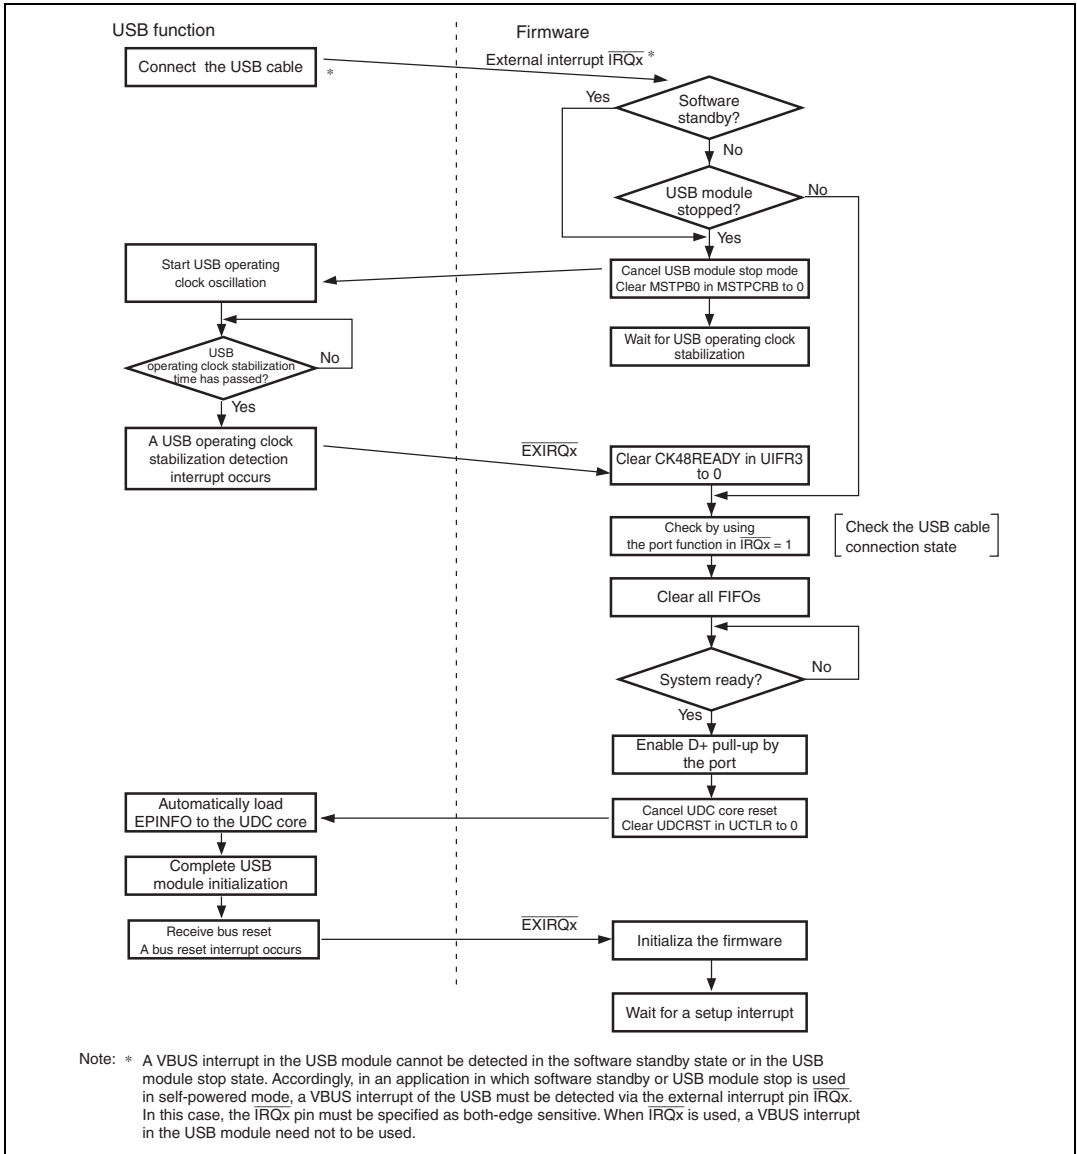 USB function
Firmware
Connect the USB cable
*
External interrupt IRQx *
Software
standby?
Yes
No
USB module
stopped?
No
Yes
Start USB operating
clock oscillation
Cancel USB module stop mode
Clear MSTPB0 in MSTPCRB to 0
Wait for USB operating clock
stabilization
USB
operating clock stabilization
time has passed?
No
Yes
A USB operating clock
stabilization detection
interrupt occurs
EXIRQx
Clear CK48READY in UIFR3
to 0
Check by using
the port function in IRQx = 1
Check the USB cable
connection state
Clear all FIFOs
System ready?
No
Yes
Enable D+ pull-up by
the port
Cancel UDC core reset
Clear UDCRST in UCTLR to 0
Automatically load
EPINFO to the UDC core
Complete USB
module initialization
Receive bus reset
A bus reset interrupt occurs
EXIRQx
Initializa the firmware
Wait for a setup interrupt
Note: * A VBUS interrupt in the USB module cannot be detected in the software standby state or in the USB
module stop state. Accordingly, in an application in which software standby or USB module stop is used
in self-powered mode, a VBUS interrupt of the USB must be detected via the external interrupt pin IRQx.
In this case, the IRQx pin must be specified as both-edge sensitive. When IRQx is used, a VBUS interrupt
in the USB module need not to be used.